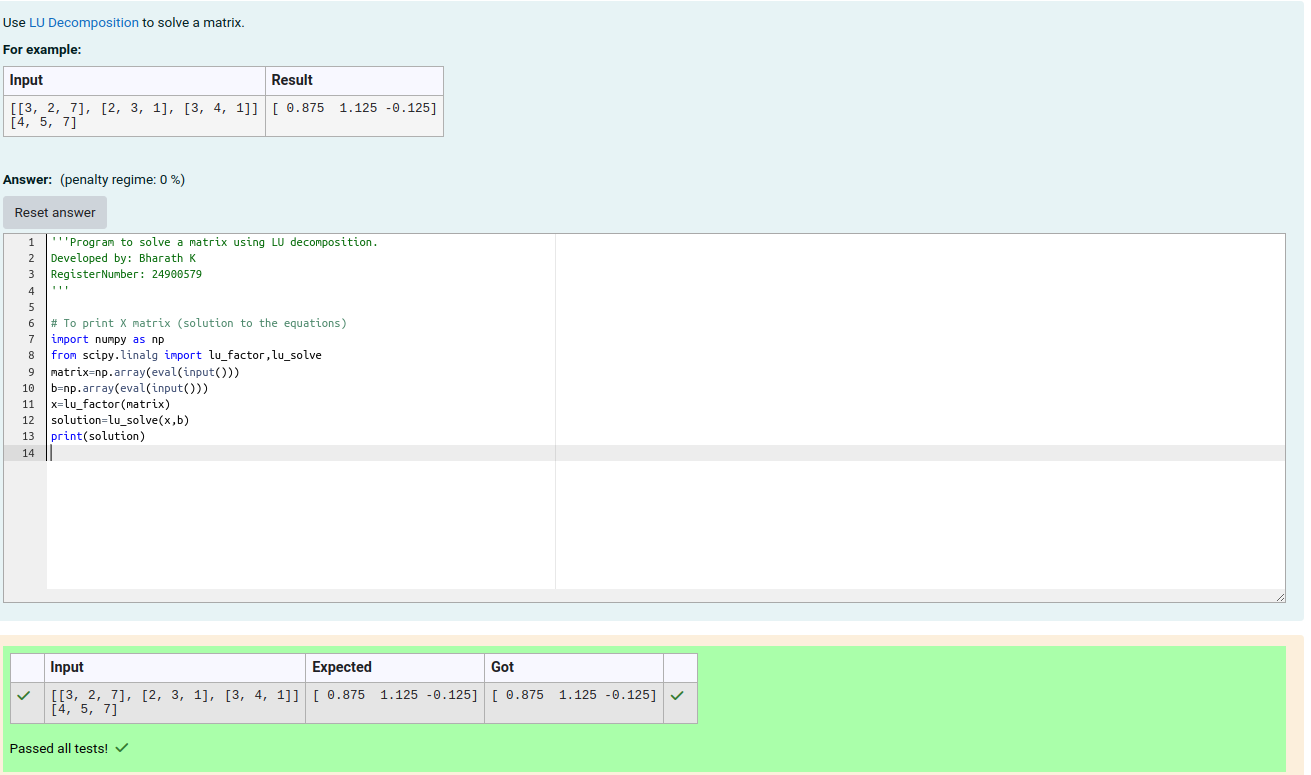 Use LU Decomposition to solve a matrix.
For example:
Input Result
[[3, 2, 7], [2, 3, 1], [3, 4, 1]] [ 0.875  1.125 -0.125]
[4, 5, 7]
Answer: (penalty regime: 0 %)
Reset answer
1 '''Program to solve a matrix using LU decomposition.
2 Developed by: Bharath K
3 RegisterNumber: 24900579
4 '''
5
6 # To print X matrix (solution to the equations)
7 import numpy as np
8 from scipy.linalg import lu_factor,lu_solve
9 matrix=np.array(eval(input()))
10 b=np.array(eval(input()))
11 x=lu_factor(matrix)
12 solution=lu_solve(x,b)
13 print(solution)
14
Input Expected Got
[[3, 2, 7], [2, 3, 1], [3, 4, 1]] [ 0.875  1.125 -0.125] [ 0.875  1.125 -0.125]
[4, 5, 7]
Passed all tests!